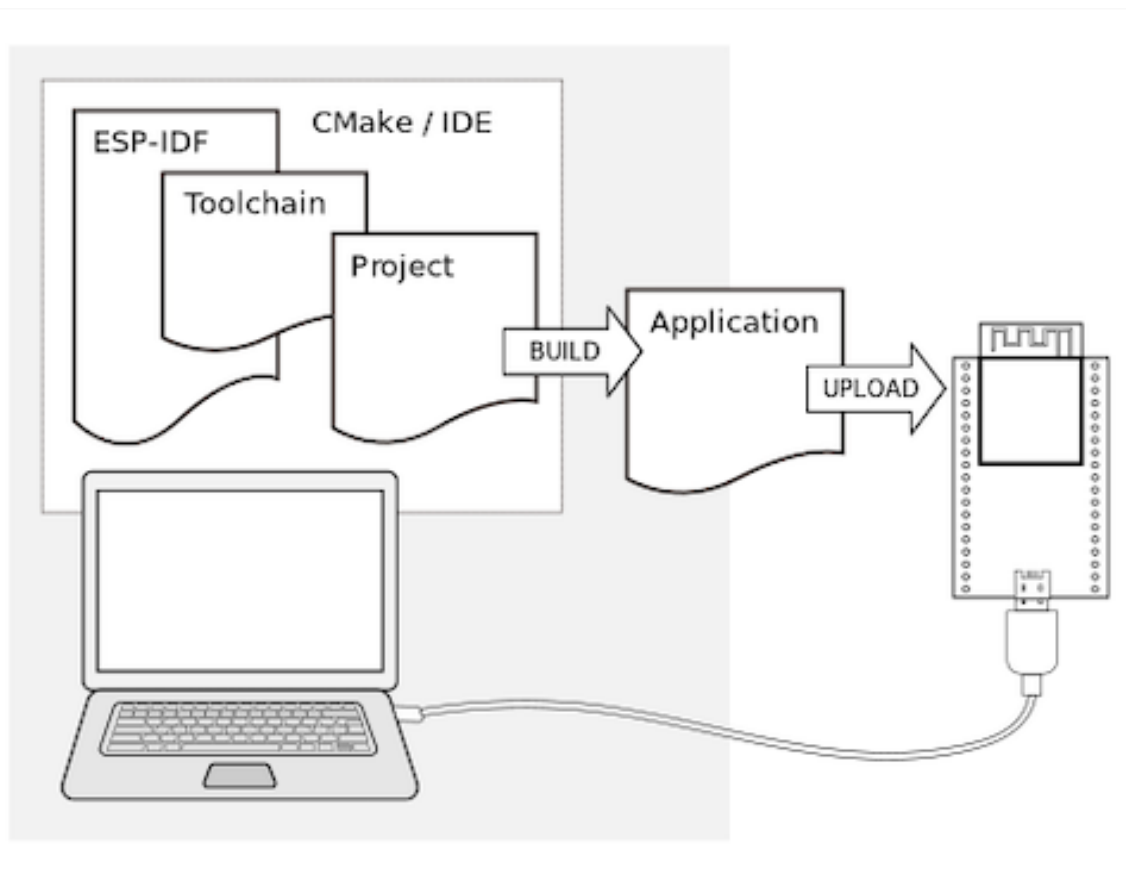 CMake / IDE
ESP-IDF
Toolchain
Project
BUILD
Application
UPLOAD